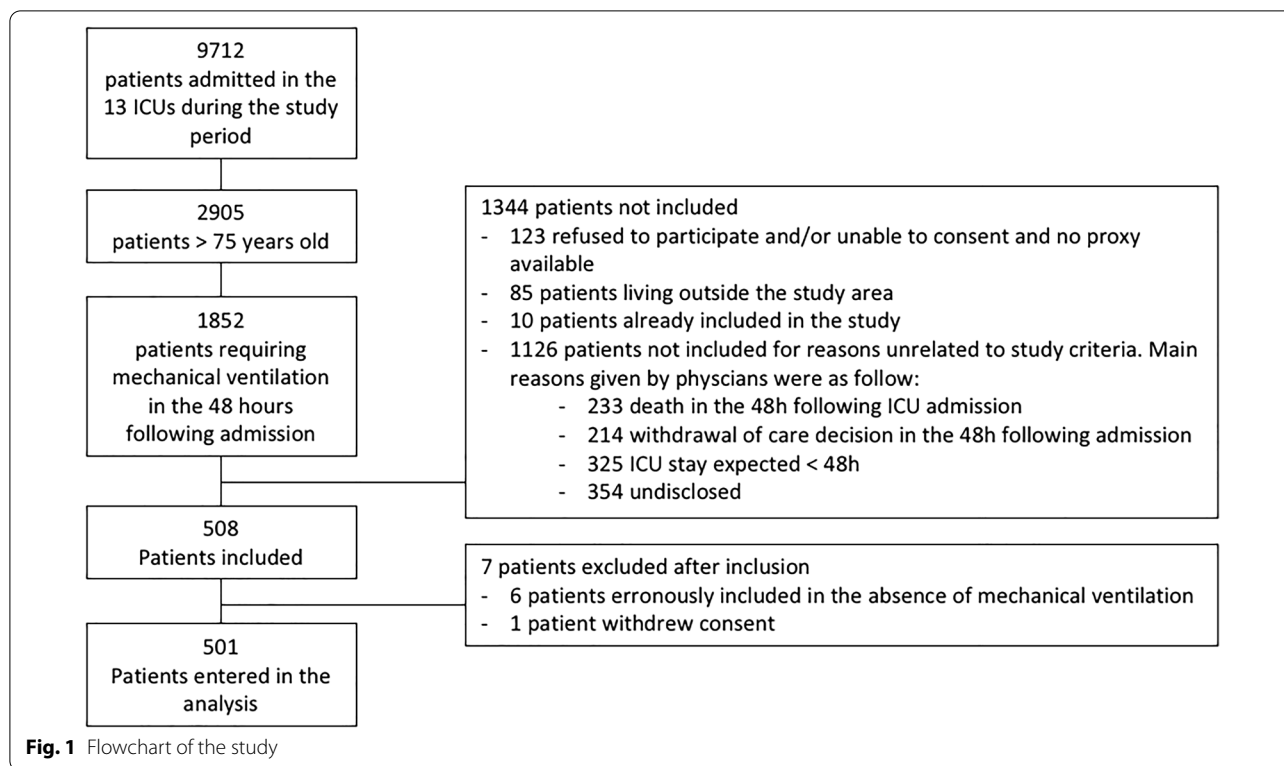 9712
patients admitted in the
13 ICUs during the study
period
2905
patients > 75 years old
1852
patients requiring
mechanical ventilation
in the 48 hours
following admission
1344 patients not included
- 123 refused to participate and/or unable to consent and no proxy
available
- 85 patients living outside the study area
- 10 patients already included in the study
- 1126 patients not included for reasons unrelated to study criteria. Main
reasons given by physcians were as follow:
- 233 death in the 48h following ICU admission
- 214 withdrawal of care decision in the 48h following admission
- 325 ICU stay expected < 48h
- 354 undisclosed
508
Patients included
7 patients excluded after inclusion
- 6 patients erronously included in the absence of mechanical ventilation
- 1 patient withdrew consent
501
Patients entered in the
analysis
Fig. 1 Flowchart of the study